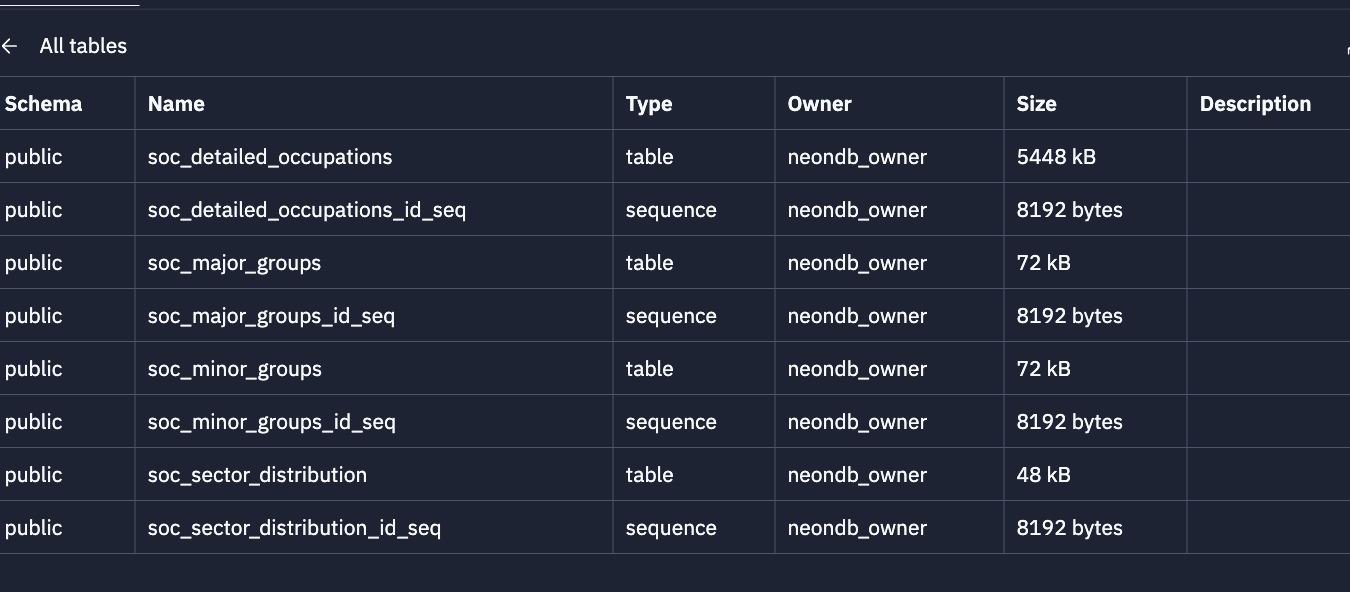 ← All tables
Schema Name Type Owner Size Description
public soc_detailed_occupations table neondb_owner 5448 kB
public soc_detailed_occupations_id_seq sequence neondb_owner 8192 bytes
public soc_major_groups table neondb_owner 72 kB
public soc_major_groups_id_seq sequence neondb_owner 8192 bytes
public soc_minor_groups table neondb_owner 72 kB
public soc_minor_groups_id_seq sequence neondb_owner 8192 bytes
public soc_sector_distribution table neondb_owner 48 kB
public soc_sector_distribution_id_seq sequence neondb_owner 8192 bytes